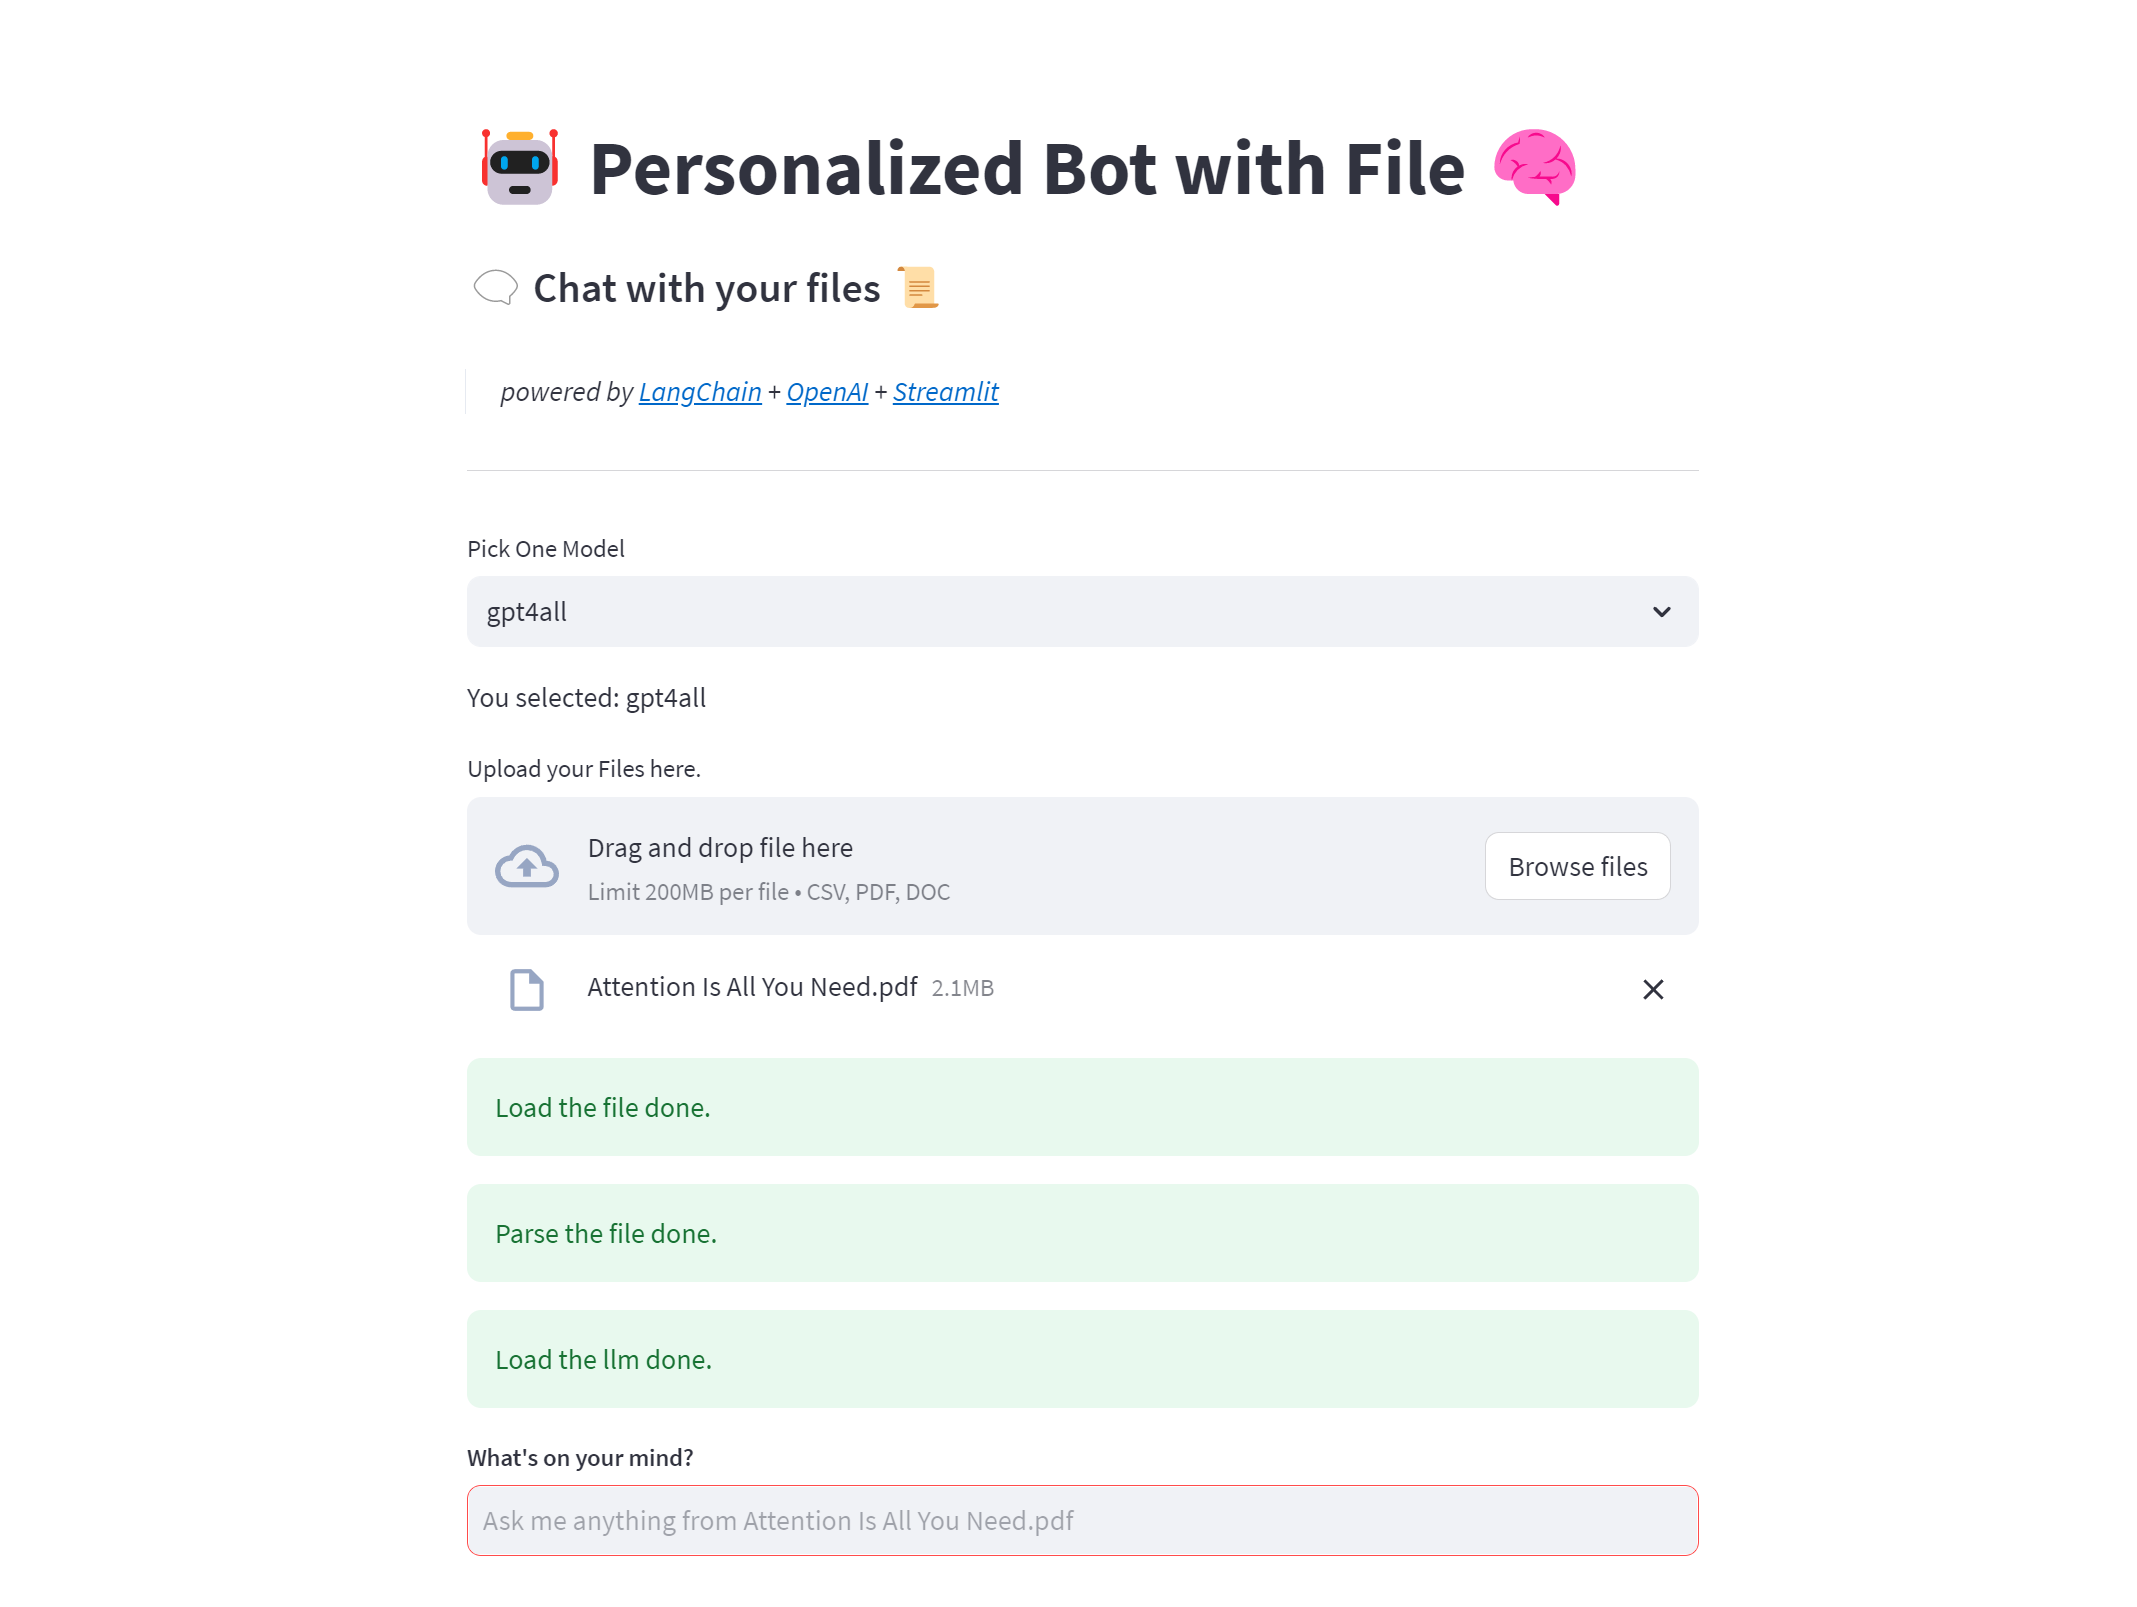 Personalized Bot with File
Chat with your files
powered by LangChain + OpenAI + Streamlit
Pick One Model
gpt4all
You selected: gpt4all
Upload your Files here.
Drag and drop file here
Limit 200MB per file • CSV, PDF, DOC
Browse files
Attention Is All You Need.pdf 2.1MB
Load the file done.
Parse the file done.
Load the llm done.
What's on your mind?
Ask me anything from Attention Is All You Need.pdf